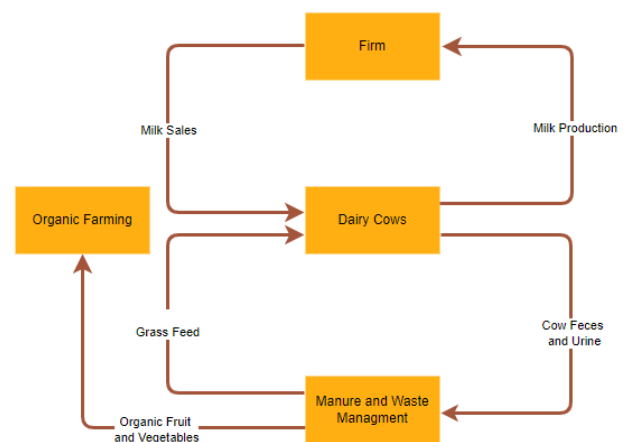 Firm
Milk Sales
Milk Production
Organic Farming
Dairy Cows
Grass Feed
Cow Feces
and Urine
Manure and Waste
Managment
Organic Fruit
and Vegetables